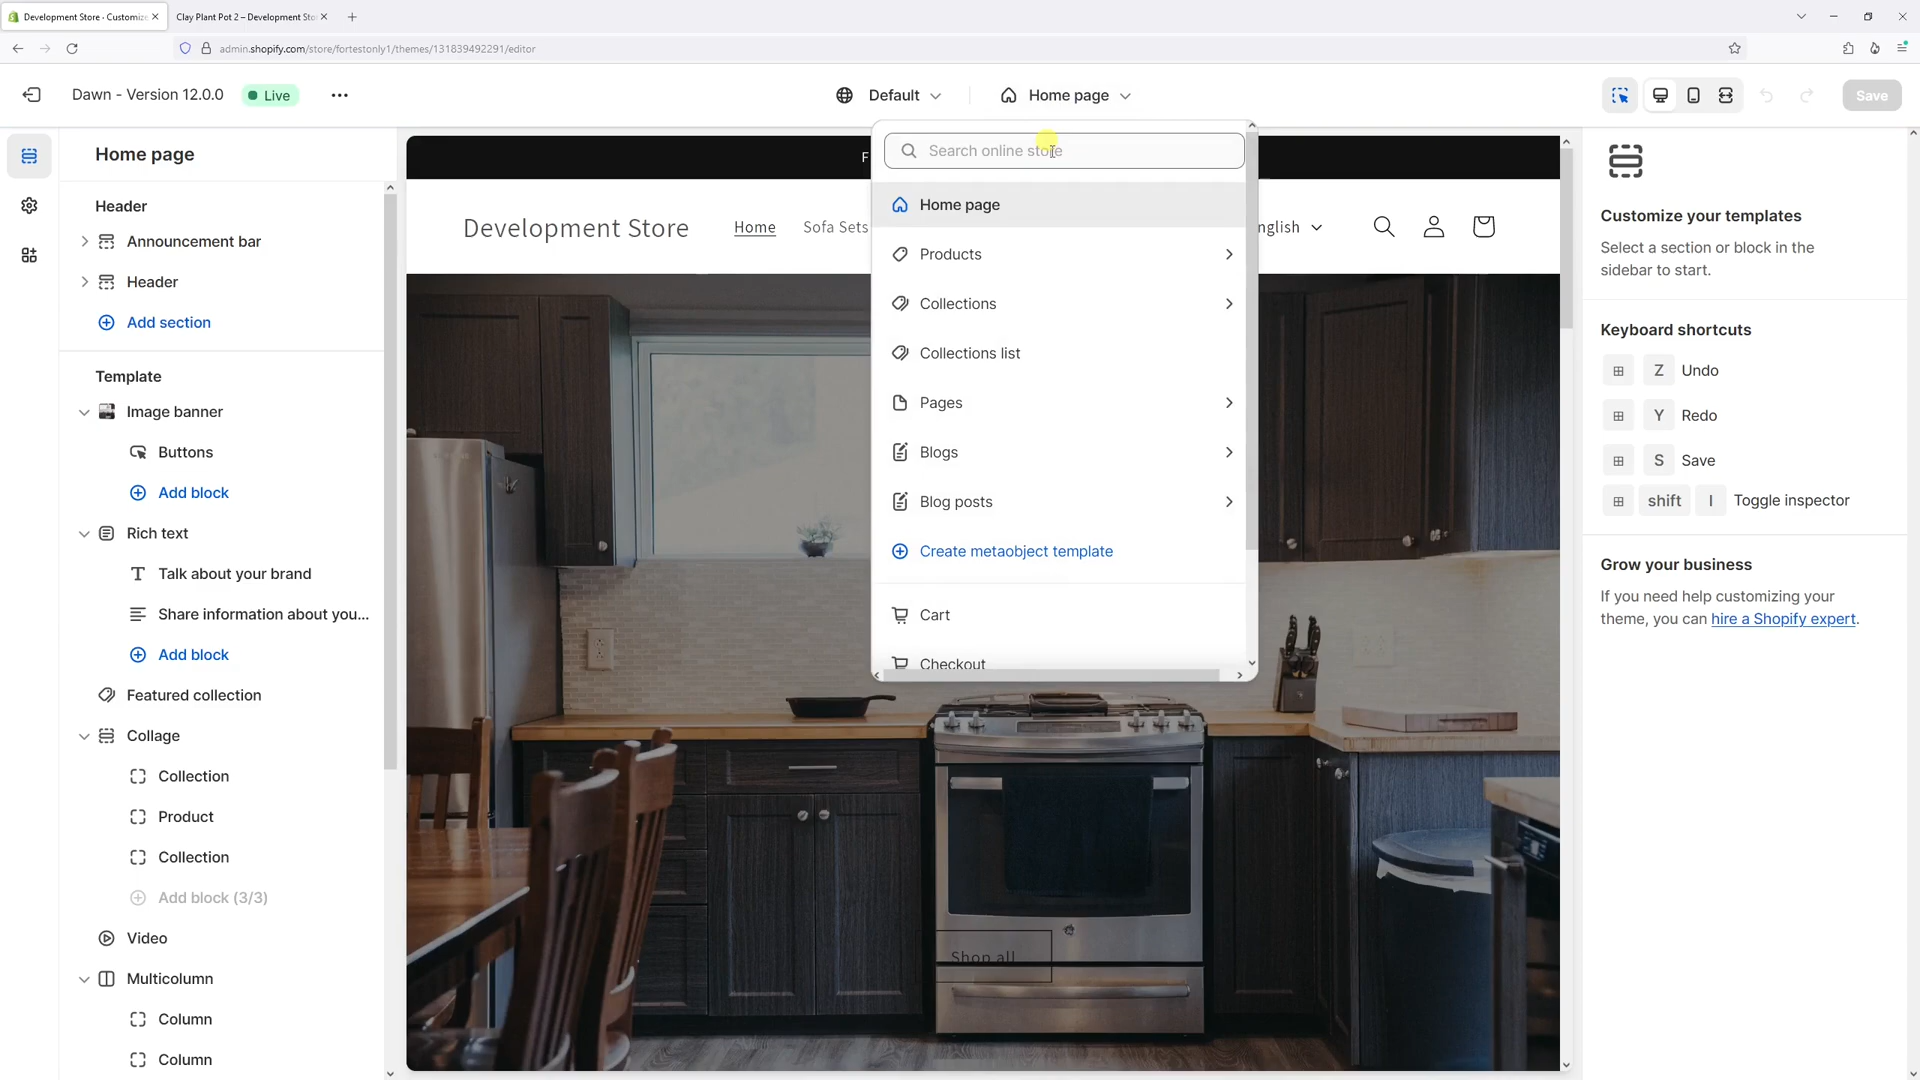 Development Store · Customize
Clay Plant Pot 2 – Development Sto
admin.shopify.com/store/fortestonly1/themes/131839492291/editor
Dawn - Version 12.0.0
Live
Default
Home page
Save
Home page
Header
Announcement bar
Header
Add section
Template
Image banner
Buttons
Add block
Rich text
Talk about your brand
Share information about you...
Add block
Featured collection
Collage
Collection
Product
Collection
Add block (3/3)
Video
Multicolumn
Column
Column
F
Development Store
Home
Sofa Sets
nglish
Search online store
Home page
Products
Collections
Collections list
Pages
Blogs
Blog posts
Create metaobject template
Cart
Checkout
Shop all
Customize your templates
Select a section or block in the
sidebar to start.
Keyboard shortcuts
Z Undo
Y Redo
S Save
shift I Toggle inspector
Grow your business
If you need help customizing your
theme, you can hire a Shopify expert.